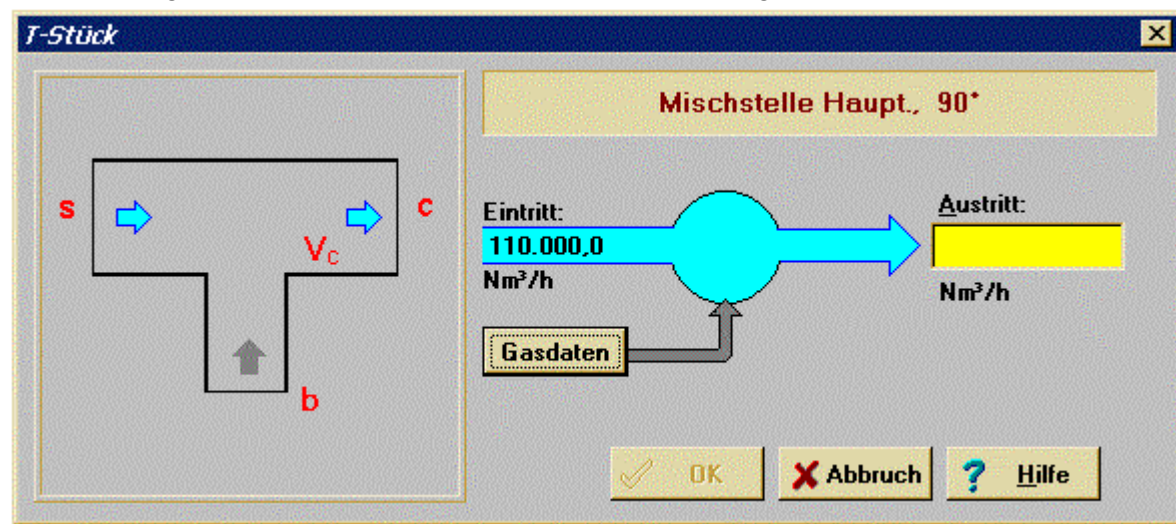 T-Stück
Mischstelle Haupt., 90°
s
c
Vc
b
Eintritt:
110.000,0
Nm³/h
Gasdaten
Austritt:
Nm³/h
OK
Abbruch
? Hilfe